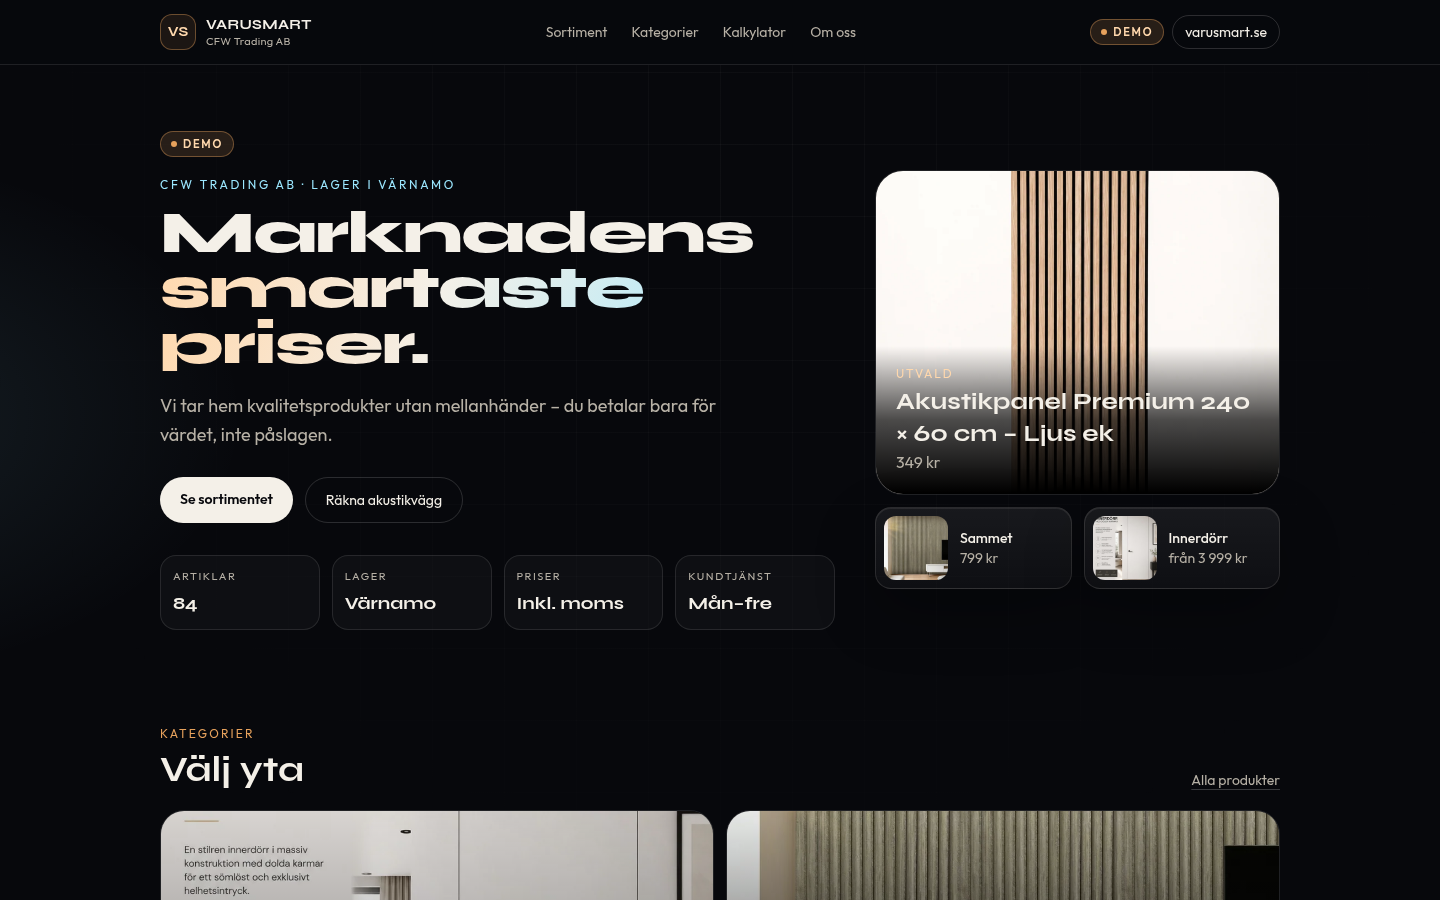 VS
VARUSMART
CFW Trading AB
Sortiment
Kategorier
Kalkylator
Om oss
DEMO
varusmart.se
DEMO
CFW TRADING AB · LAGER I VÄRNAMO
Marknadens
smartaste
priser.
Vi tar hem kvalitetsprodukter utan mellanhänder – du betalar bara för
värdet, inte påslagen.
Se sortimentet
Räkna akustikvägg
ARTIKLAR
84
LAGER
Värnamo
PRISER
Inkl. moms
KUNDTJÄNST
Mån–fre
UTVALD
Akustikpanel Premium 240
× 60 cm – Ljus ek
349 kr
Sammet
799 kr
INNERDÖRR
Innerdörr
från 3 999 kr
KATEGORIER
Välj yta
Alla produkter
En stilren innerdörr i massiv
konstruktion med dolda karmar
för ett sömlöst och exklusivt
helhetsintryck.